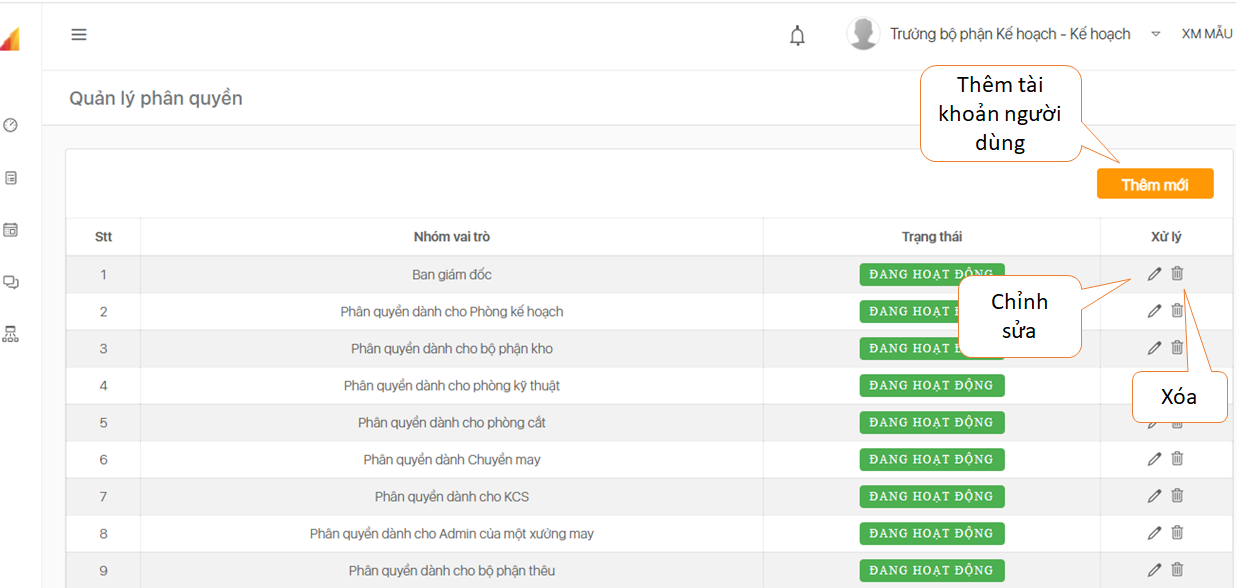 Trưởng bộ phận Kế hoạch - Kế hoạch XM MẪU
Quản lý phân quyền
Thêm tài
khoản người
dùng
Thêm mới
Stt Nhóm vai trò Trạng thái Xử lý
1 Ban giám đốc ĐANG HOẠT ĐỘNG
2 Phân quyền dành cho Phòng kế hoạch ĐANG HOẠT
Chỉnh
sửa
3 Phân quyền dành cho bộ phận kho ĐANG HOẠT
4 Phân quyền dành cho phòng kỹ thuật ĐANG HOẠT ĐỘNG
Xóa
5 Phân quyền dành cho phòng cắt ĐANG HOẠT ĐỘNG
6 Phân quyền dành Chuyền may ĐANG HOẠT ĐỘNG
7 Phân quyền dành cho KCS ĐANG HOẠT ĐỘNG
8 Phân quyền dành cho Admin của một xưởng may ĐANG HOẠT ĐỘNG
9 Phân quyền dành cho bộ phận thêu ĐANG HOẠT ĐỘNG